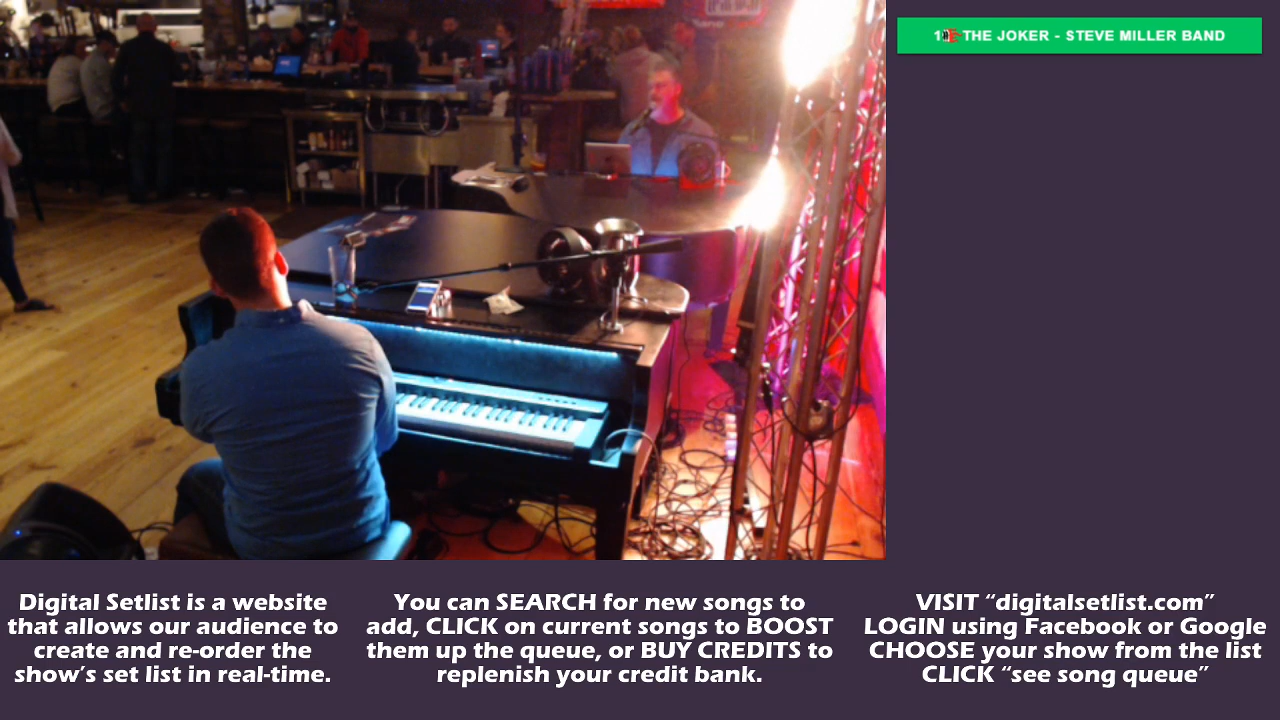 1 THE JOKER - STEVE MILLER BAND
Digital Setlist is a website
that allows our audience to
create and re-order the
show's set list in real-time.
You can SEARCH for new songs to
add, CLICK on current songs to BOOST
them up the queue, or BUY CREDITS to
replenish your credit bank.
VISIT “digitalsetlist.com”
LOGIN using Facebook or Google
CHOOSE your show from the list
CLICK “see song queue”